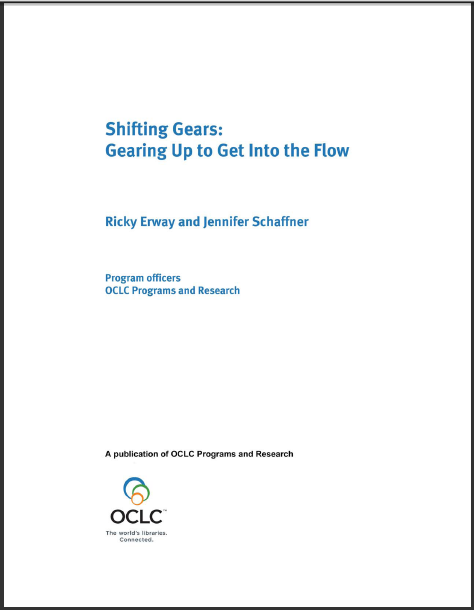 Shifting Gears:
Gearing Up to Get Into the Flow
Ricky Erway and Jennifer Schaffner
Program officers
OCLC Programs and Research
A publication of OCLC Programs and Research
OCLC™
The world's libraries.
Connected.